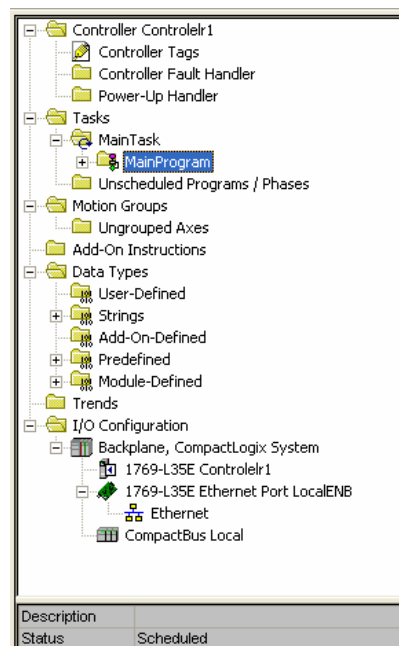 Controller Controlelr1
Controller Tags
Controller Fault Handler
Power-Up Handler
Tasks
MainTask
MainProgram
Unscheduled Programs / Phases
Motion Groups
Ungrouped Axes
Add-On Instructions
Data Types
User-Defined
Strings
Add-On-Defined
Predefined
Module-Defined
Trends
I/O Configuration
Backplane, CompactLogix System
1769-L35E Controlelr1
1769-L35E Ethernet Port LocalENB
Ethernet
CompactBus Local
Description
Status Scheduled